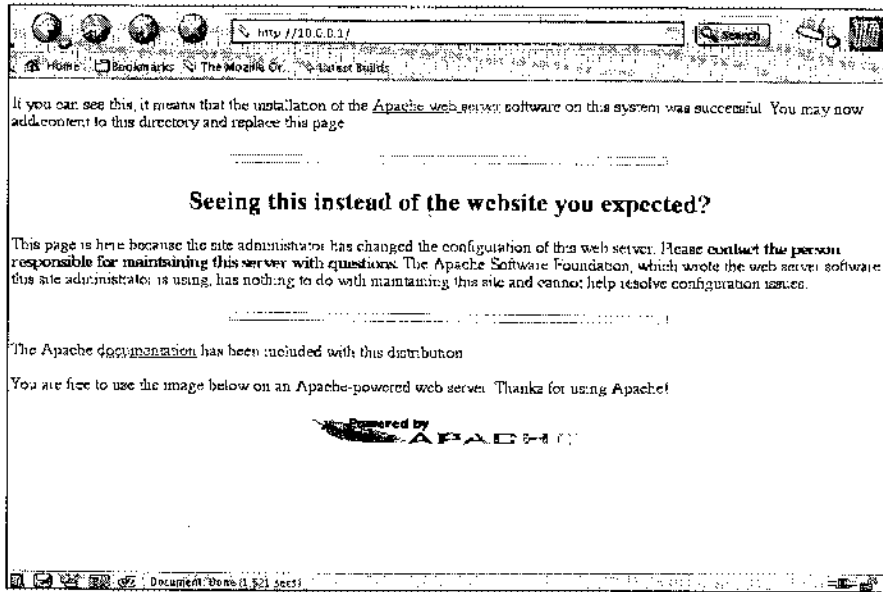 http://10.0.0.1/
Search
Home Bookmarks The Mozilla Or... Latest Builds
If you can see this, it means that the installation of the Apache web server software on this system was successful. You may now
add content to this directory and replace this page.
Seeing this instead of the website you expected?
This page is here because the site administrator has changed the configuration of this web server. Please contact the person
responsible for maintaining this server with questions. The Apache Software Foundation, which wrote the web server software
this site administrator is using, has nothing to do with maintaining this site and cannot help resolve configuration issues.
The Apache documentation has been included with this distribution.
You are free to use the image below on an Apache-powered web server. Thanks for using Apache!
Powered by
APACHE
Document: Done (1.521 secs)